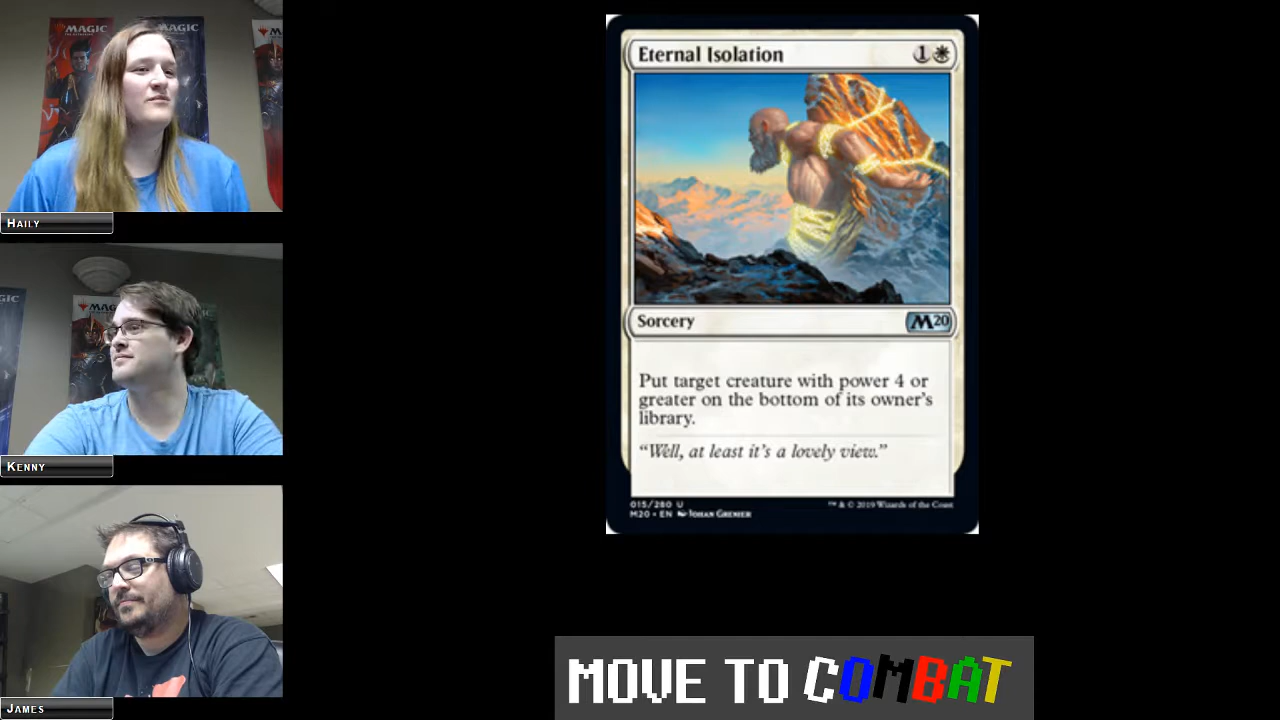 MAGIC
MAGIC
M
HAILY
GIC
MAG
KENNY
JAMES
Eternal Isolation 1
Sorcery M20
Put target creature with power 4 or
greater on the bottom of its owner's
library.
"Well, at least it's a lovely view."
015/280 U ™ & © 2019 Wizards of the Coast
M20 • EN Johan Grenier
MOVE TO COMBAT